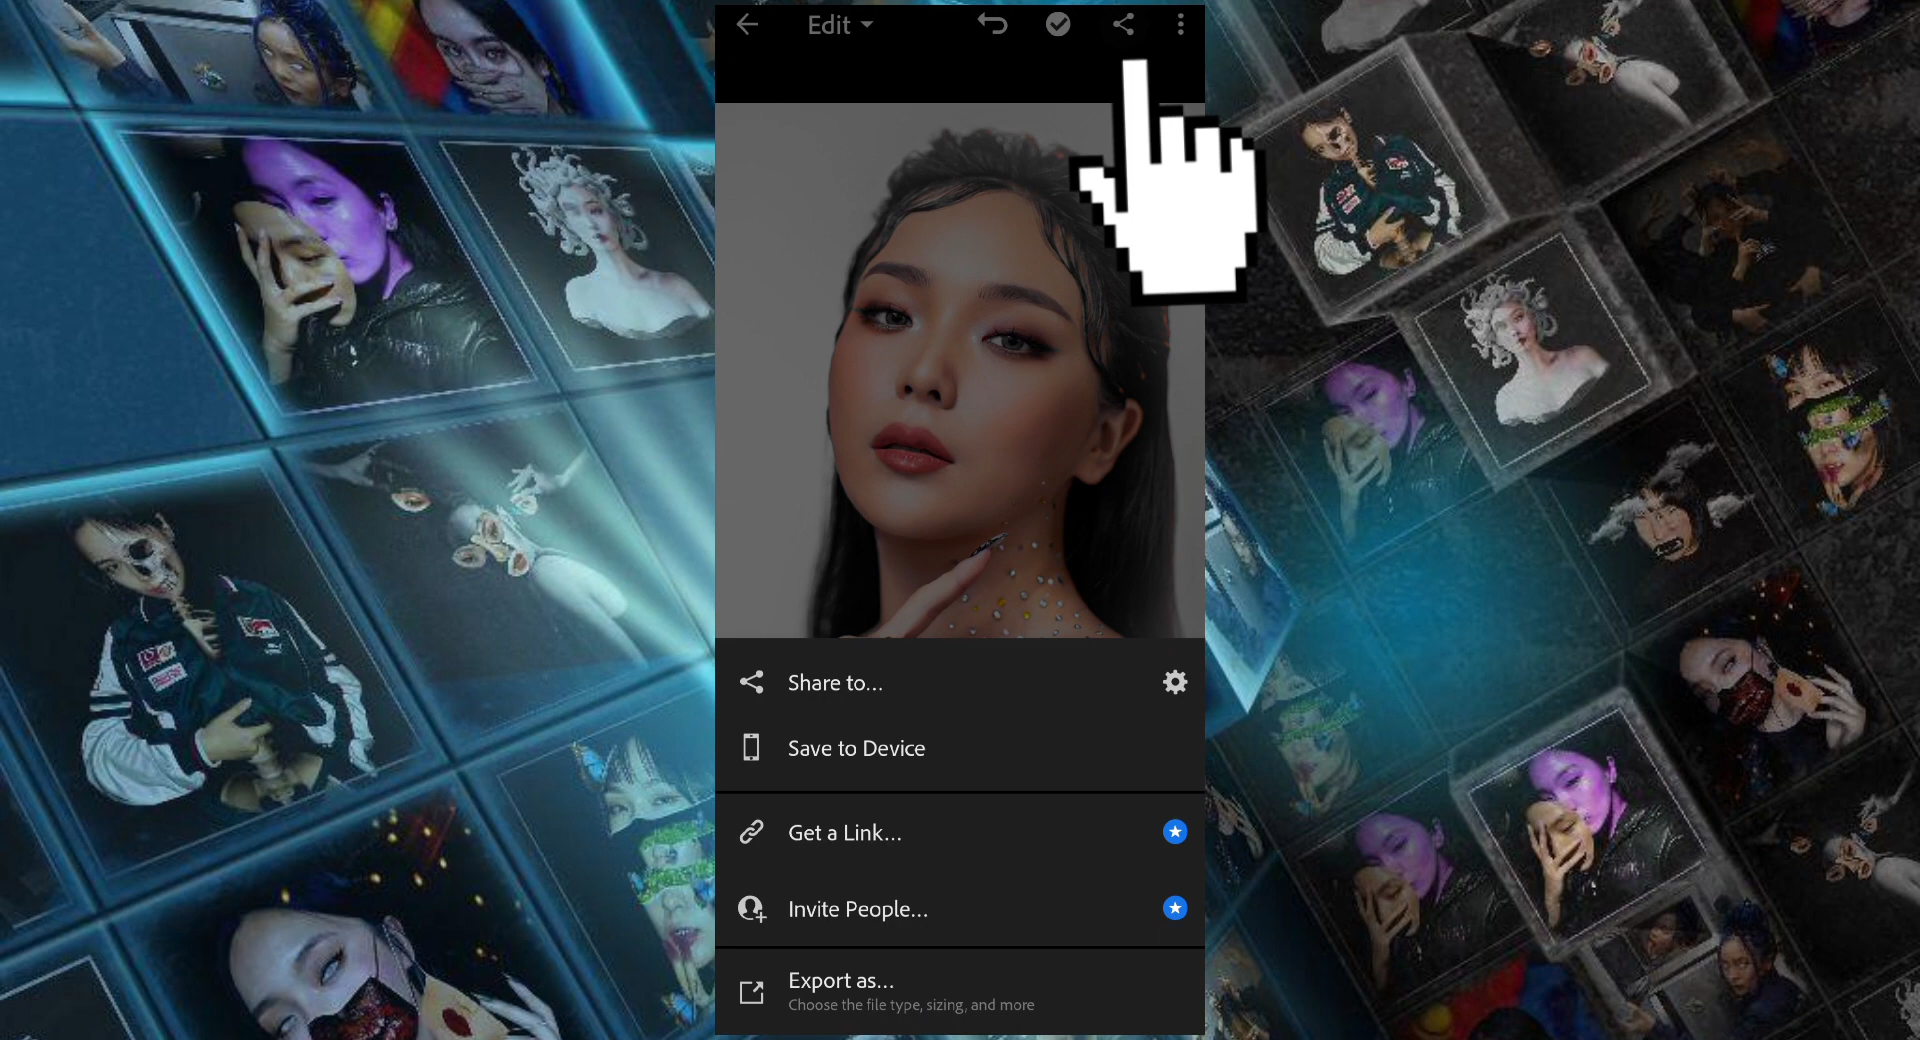 Edit
Share to...
Save to Device
Get a Link...
Invite People...
Export as...
Choose the file type, sizing, and more